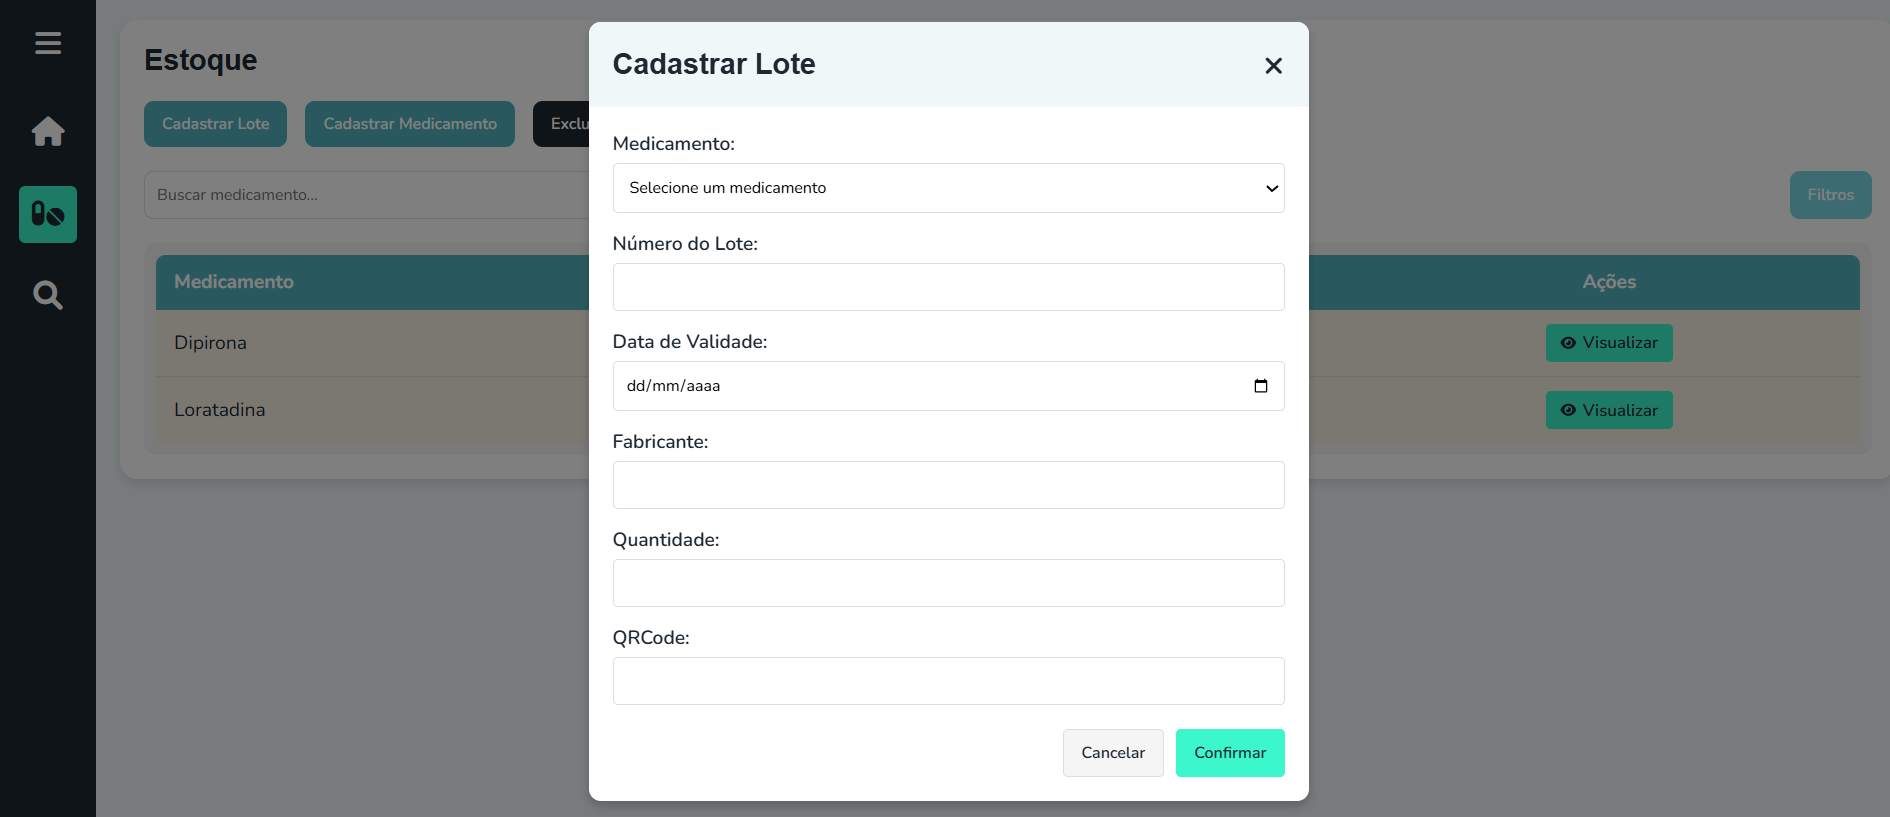 Estoque
Cadastrar Lote
Cadastrar Medicamento
Exclu
Buscar medicamento...
Filtros
Medicamento
Ações
Dipirona
Visualizar
Loratadina
Visualizar
Cadastrar Lote
Medicamento:
Selecione um medicamento
Número do Lote:
Data de Validade:
dd/mm/aaaa
Fabricante:
Quantidade:
QRCode:
Cancelar
Confirmar